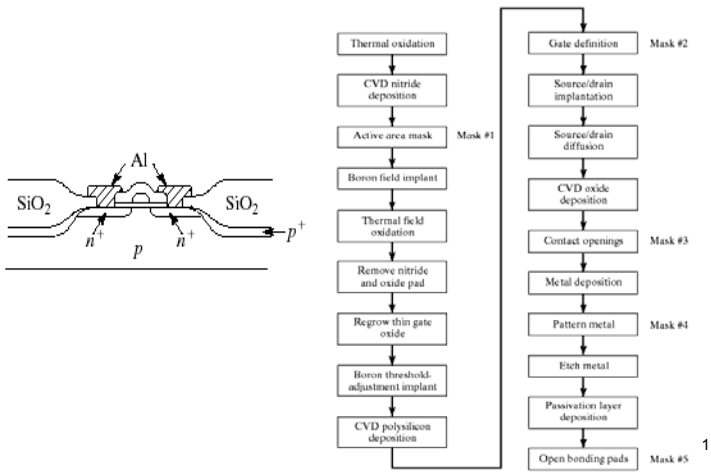 Al
SiO2
SiO2
n+
n+
p+
p
Thermal oxidation
CVD nitride
deposition
Active area mask
Mask #1
Boron field implant
Thermal field
oxidation
Remove nitride
and oxide pad
Regrow thin gate
oxide
Boron threshold-
adjustment implant
CVD polysilicon
deposition
Gate definition
Mask #2
Source/drain
implantation
Source/drain
diffusion
CVD oxide
deposition
Contact openings
Mask #3
Metal deposition
Pattern metal
Mask #4
Etch metal
Passivation layer
deposition
Open bonding pads
Mask #5
1